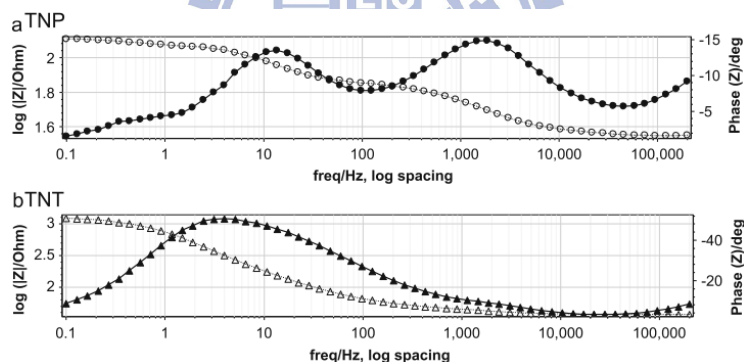 a TNP
log (|Z|/Ohm)
2
1.8
1.6
-15
-10
-5
Phase (Z)/deg
0.1 1 10 100 1,000 10,000 100,000
freq/Hz, log spacing
b TNT
log (|Z|/Ohm)
3
2.5
2
-40
-20
Phase (Z)/deg
0.1 1 10 100 1,000 10,000 100,000
freq/Hz, log spacing